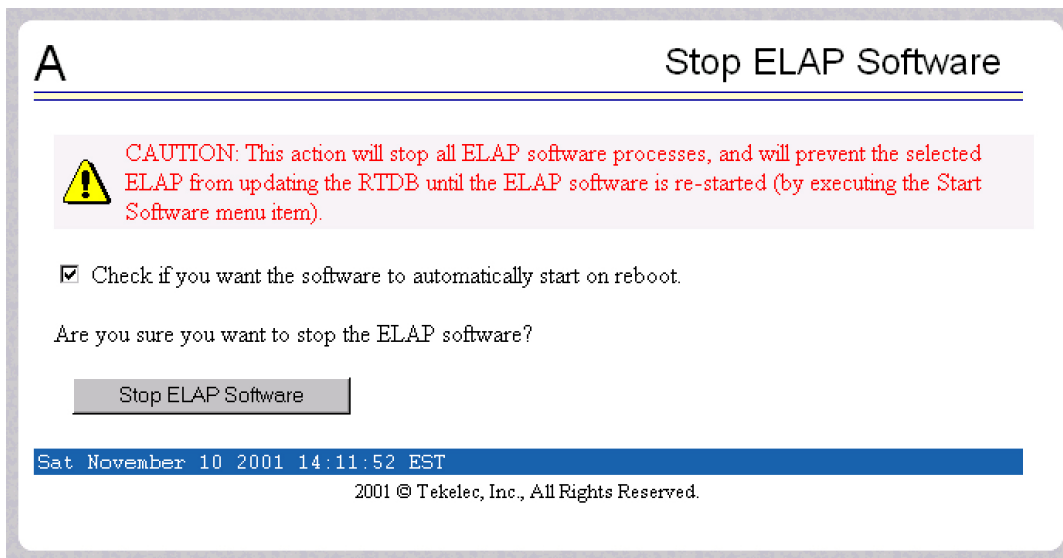 A
Stop ELAP Software
CAUTION: This action will stop all ELAP software processes, and will prevent the selected
ELAP from updating the RTDB until the ELAP software is re-started (by executing the Start
Software menu item).
Check if you want the software to automatically start on reboot.
Are you sure you want to stop the ELAP software?
Stop ELAP Software
Sat November 10 2001 14:11:52 EST
2001 © Tekelec, Inc., All Rights Reserved.